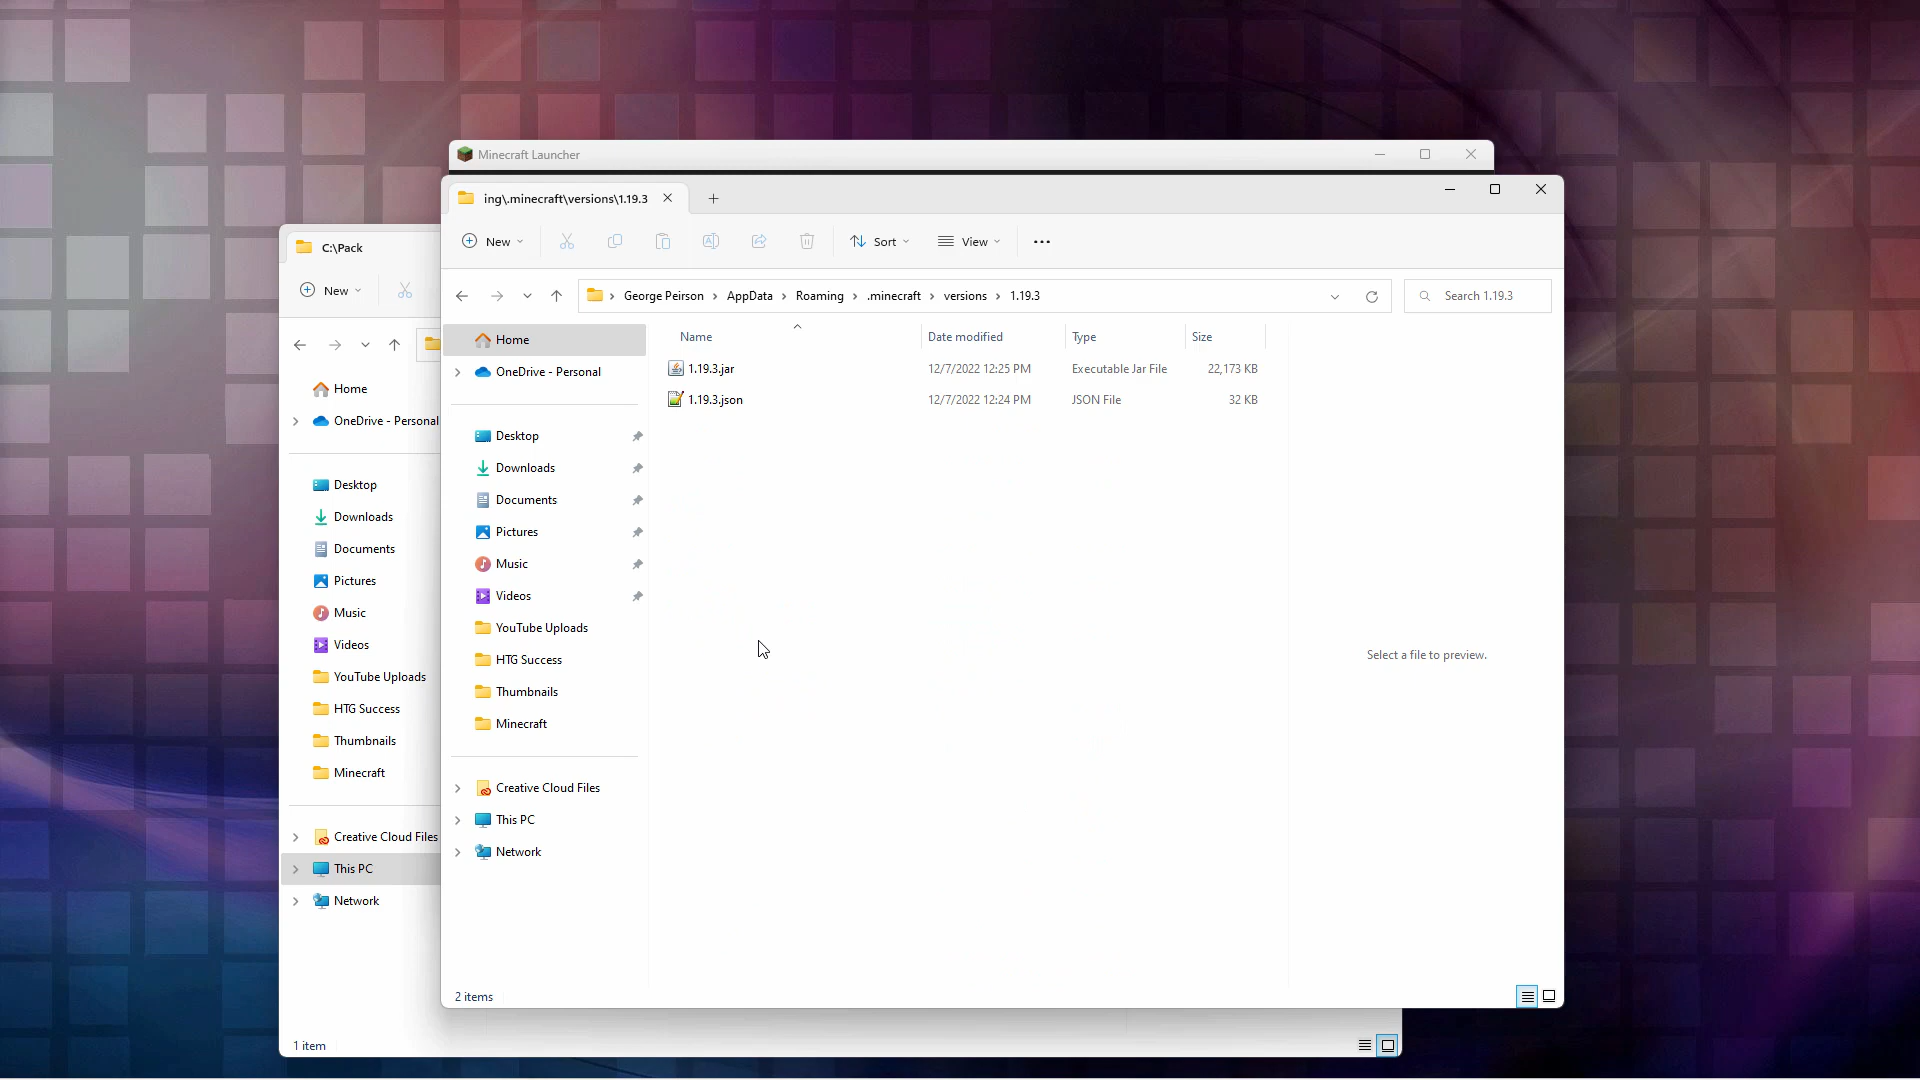 Minecraft Launcher
ing\.minecraft\versions\1.19.3
New
Sort
View
George Peirson > AppData > Roaming > .minecraft > versions > 1.19.3
Search 1.19.3
Name
Date modified
Type
Size
1.19.3.jar
12/7/2022 12:25 PM
Executable Jar File
22,173 KB
1.19.3.json
12/7/2022 12:24 PM
JSON File
32 KB
Home
OneDrive - Personal
Desktop
Downloads
Documents
Pictures
Music
Videos
YouTube Uploads
HTG Success
Thumbnails
Minecraft
Creative Cloud Files
This PC
Network
Select a file to preview.
2 items
C:\Pack
New
Home
OneDrive - Personal
Desktop
Downloads
Documents
Pictures
Music
Videos
YouTube Uploads
HTG Success
Thumbnails
Minecraft
Creative Cloud Files
This PC
Network
1 item